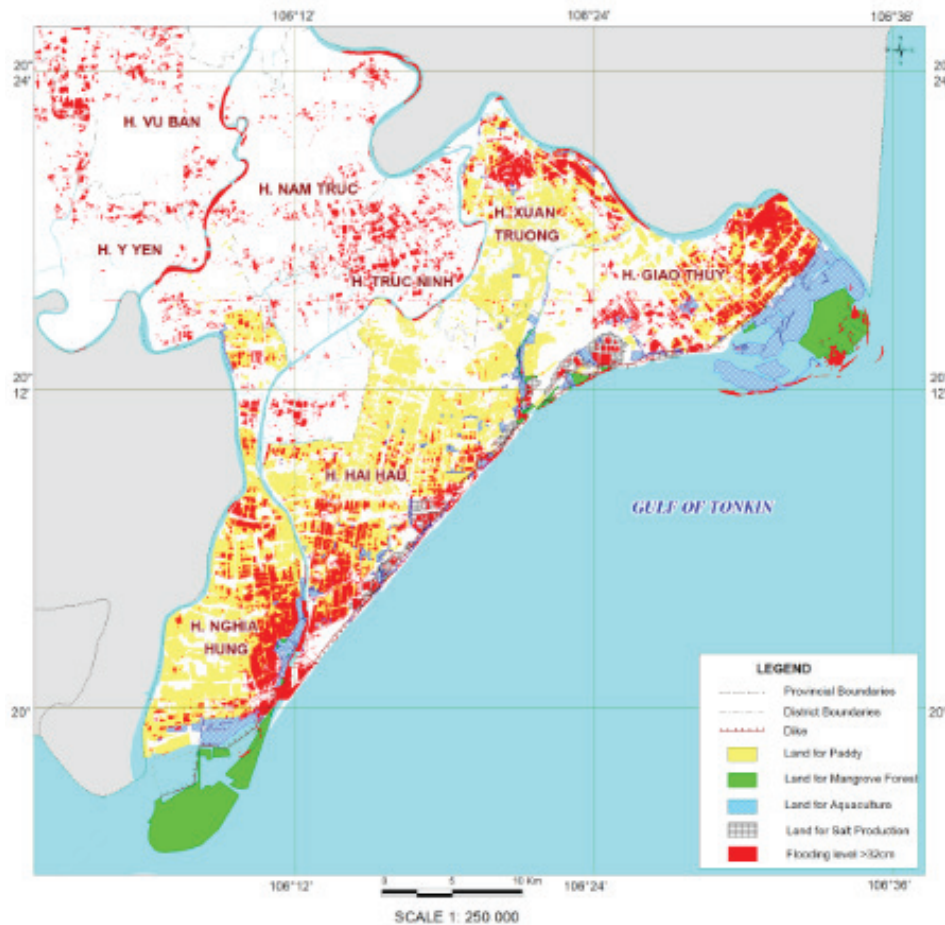 106°12'
106°24'
106°36'
20°
24'
20°
24
H. VU BAN
H. NAM TRUC
H. XUAN
TRUONG
H. Y YEN
H. TRUC NINH
H. GIAO THUY
20°
12'
20°
12'
H. HAI HAU
GULF OF TONKIN
H. NGHIA
HUNG
20°
20°
LEGEND
Provincial Boundaries
District Boundaries
Dike
Land for Paddy
Land for Mangrove Forest
Land for Aquaculture
Land for Salt Production
Flooding level >32cm
106°12'
0 5 10 Km
106°24'
106°36'
SCALE 1: 250 000